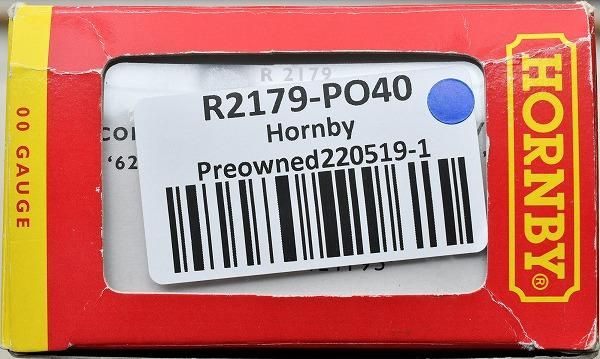 00 GAUGE
R 2179
R2179-PO40
Hornby
Preowned220519-1
HORNBY®